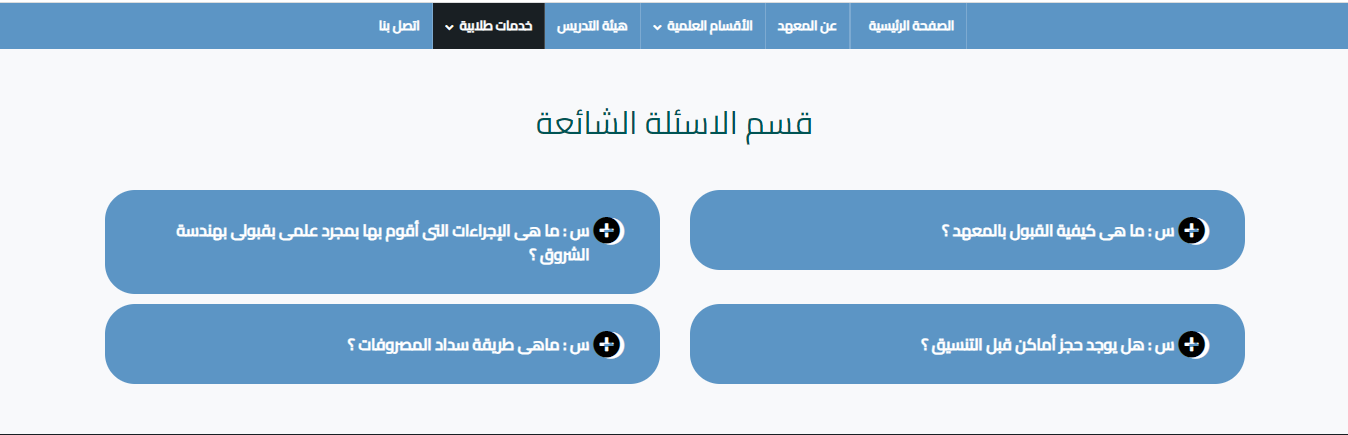 الصفحة الرئيسية
عن المعهد
الأقسام العلمية
هيئة التدريس
خدمات طلابية
اتصل بنا
قسم الاسئلة الشائعة
س : ما هى كيفية القبول بالمعهد ؟
س : ما هى الإجراءات التى أقوم بها بمجرد علمى بقبولى بهندسة
الشروق ؟
س : هل يوجد حجز أماكن قبل التنسيق ؟
س : ماهى طريقة سداد المصروفات ؟